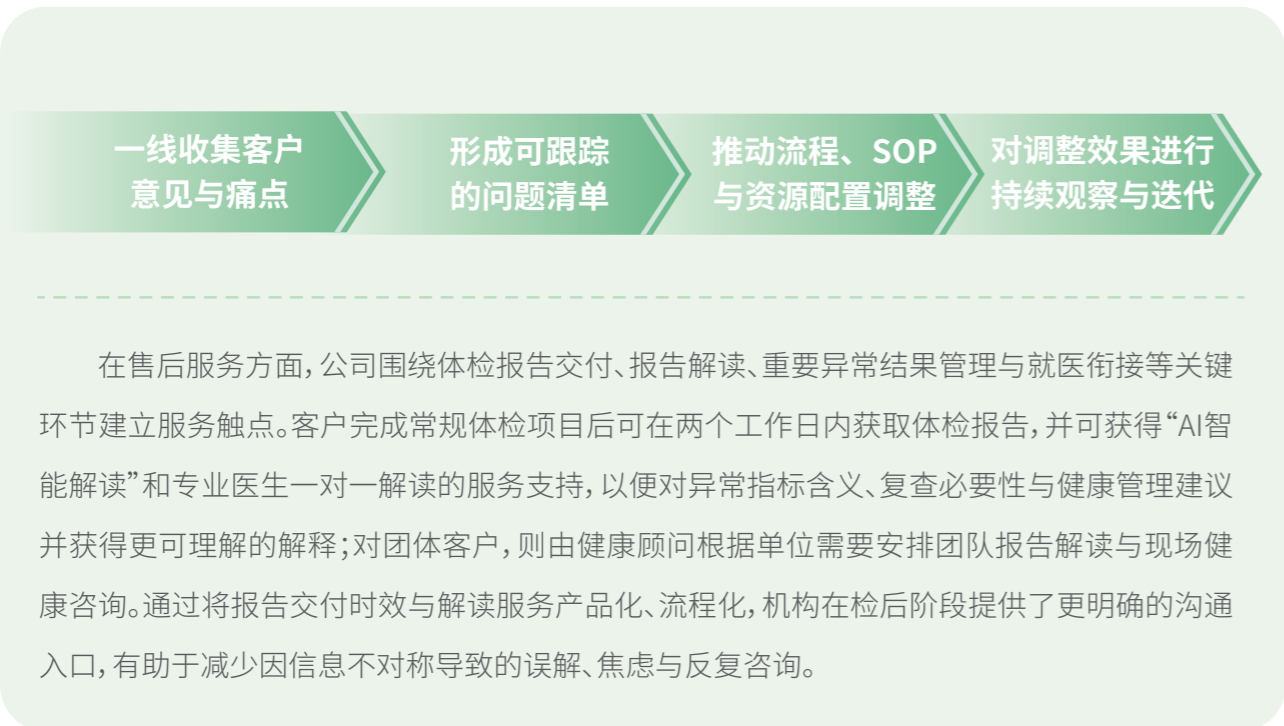 一线收集客户
意见与痛点
形成可跟踪
的问题清单
推动流程、SOP
与资源配置调整
对调整效果进行
持续观察与迭代
在售后服务方面，公司围绕体检报告交付、报告解读、重要异常结果管理与就医衔接等关键
环节建立服务触点。客户完成常规体检项目后可在两个工作日内获取体检报告，并可获得“AI智
能解读”和专业医生一对一解读的服务支持，以便对异常指标含义、复查必要性与健康管理建议
并获得更可理解的解释；对团体客户，则由健康顾问根据单位需要安排团队报告解读与现场健
康咨询。通过将报告交付时效与解读服务产品化、流程化，机构在检后阶段提供了更明确的沟通
入口，有助于减少因信息不对称导致的误解、焦虑与反复咨询。